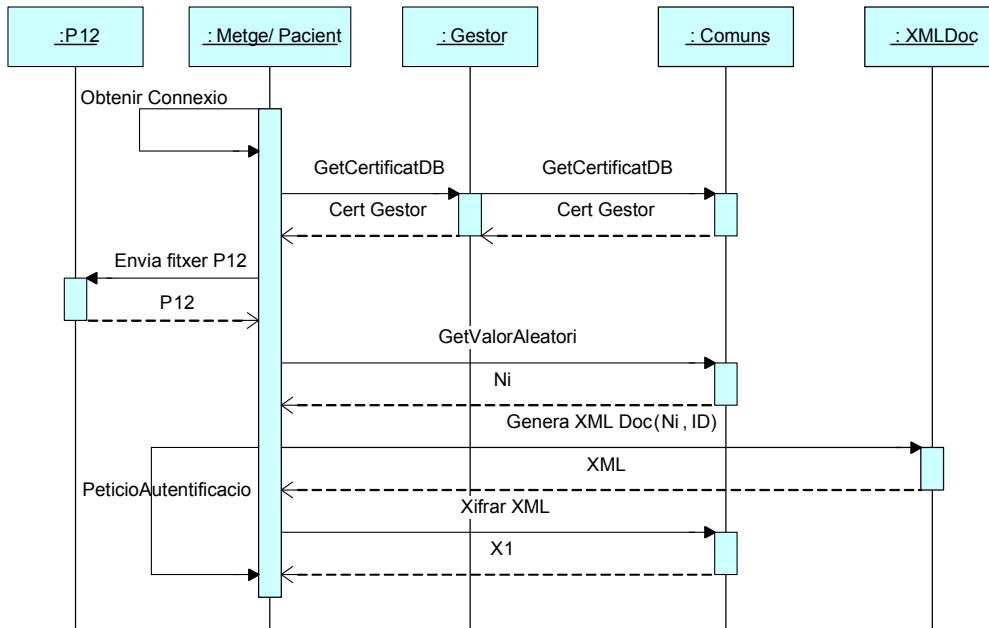 :P12
: Metge/ Pacient
: Gestor
: Comuns
: XMLDoc
Obtenir Connexio
GetCertificatDB
GetCertificatDB
Cert Gestor
Cert Gestor
Envia fitxer P12
P12
GetValorAleatori
Ni
Genera XML Doc(Ni, ID)
XML
PeticioAutentificacio
Xifrar XML
X1